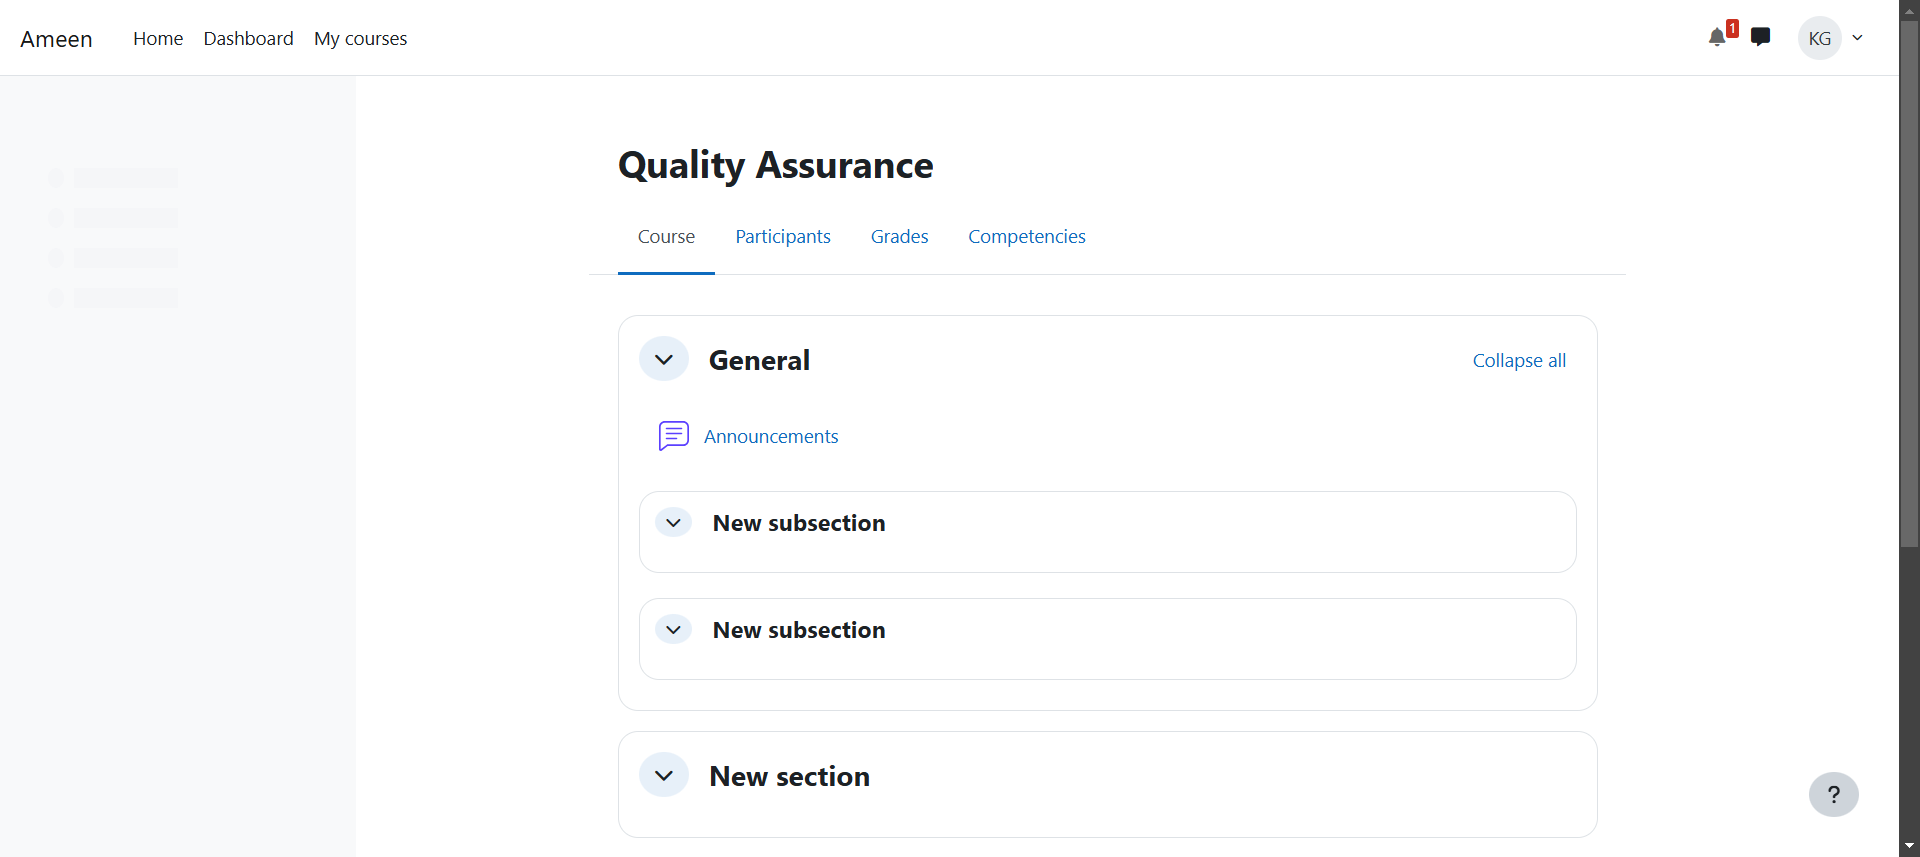 Ameen Home Dashboard My courses 1 KG
Quality Assurance
Course Participants Grades Competencies
General Collapse all
Announcements
New subsection
New subsection
New section
?